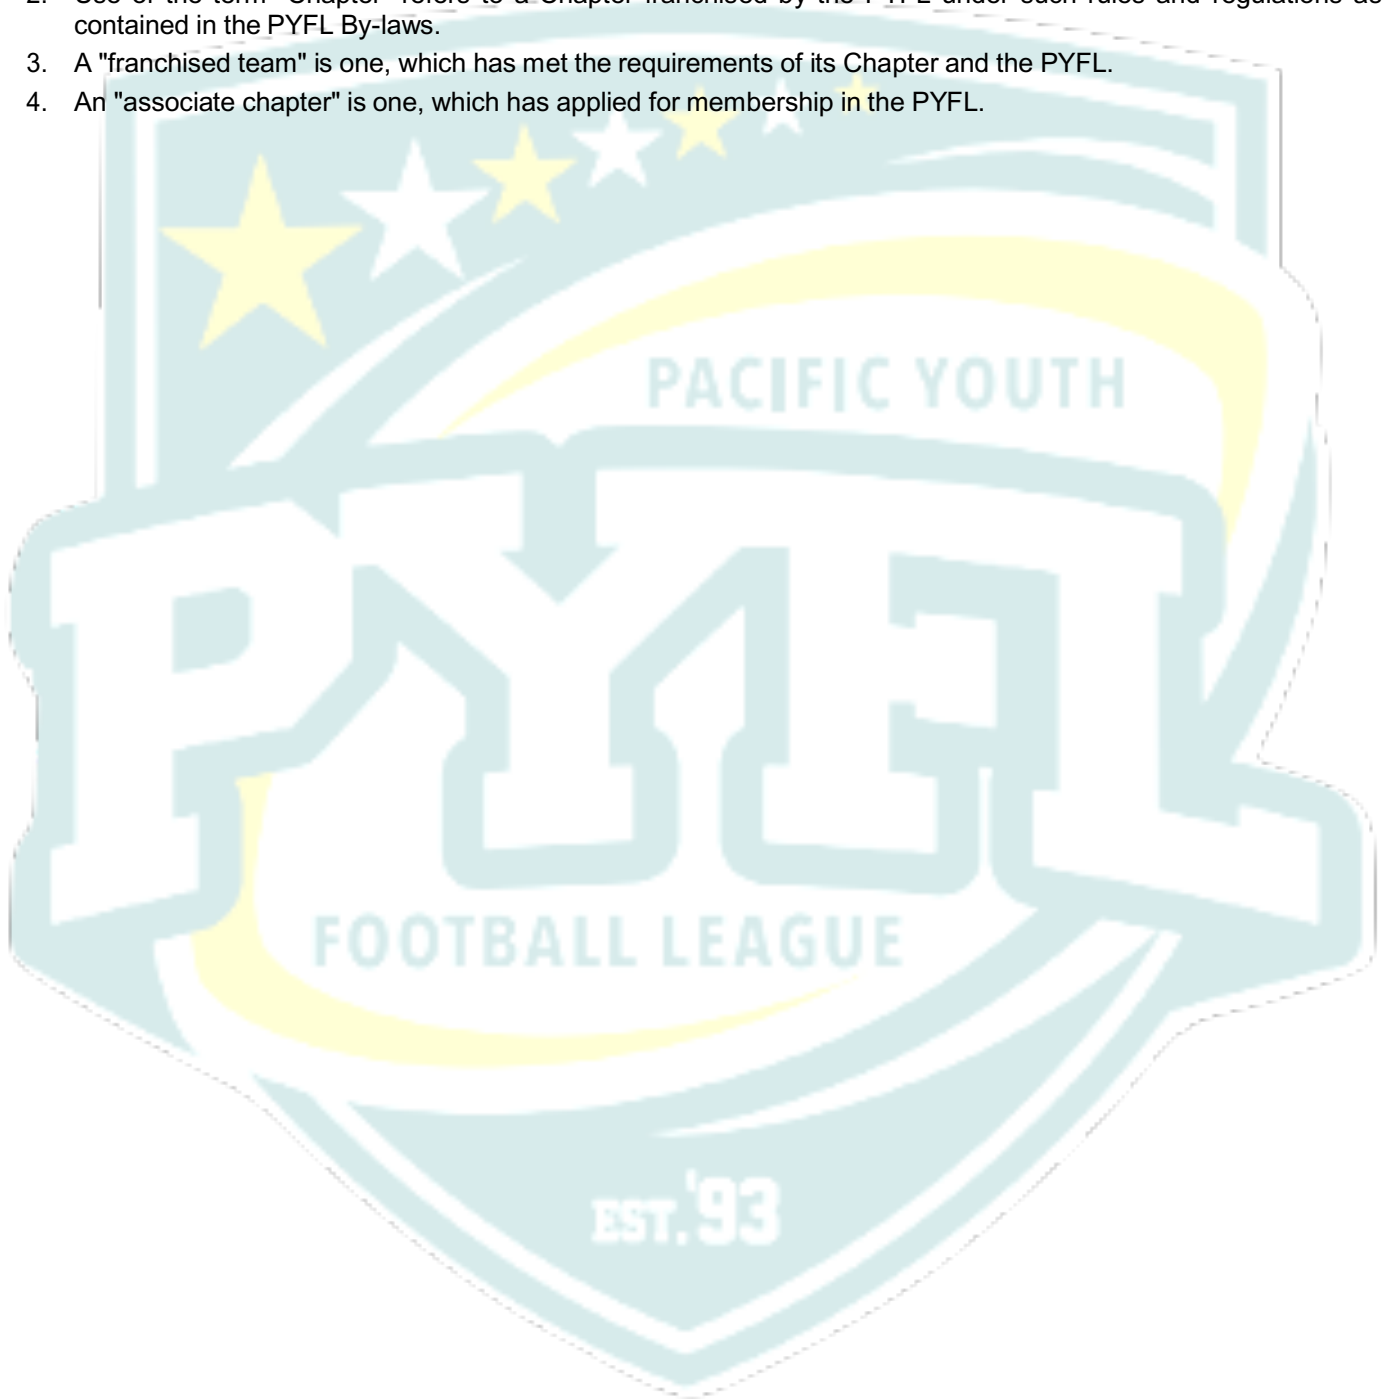 2. Use of the term "Chapter" refers to a Chapter franchised by the PYFL under such rules and regulations as
contained in the PYFL By-laws.
3. A "franchised team" is one, which has met the requirements of its Chapter and the PYFL.
4. An "associate chapter" is one, which has applied for membership in the PYFL.
PACIFIC YOUTH
PYFL
FOOTBALL LEAGUE
EST. '93